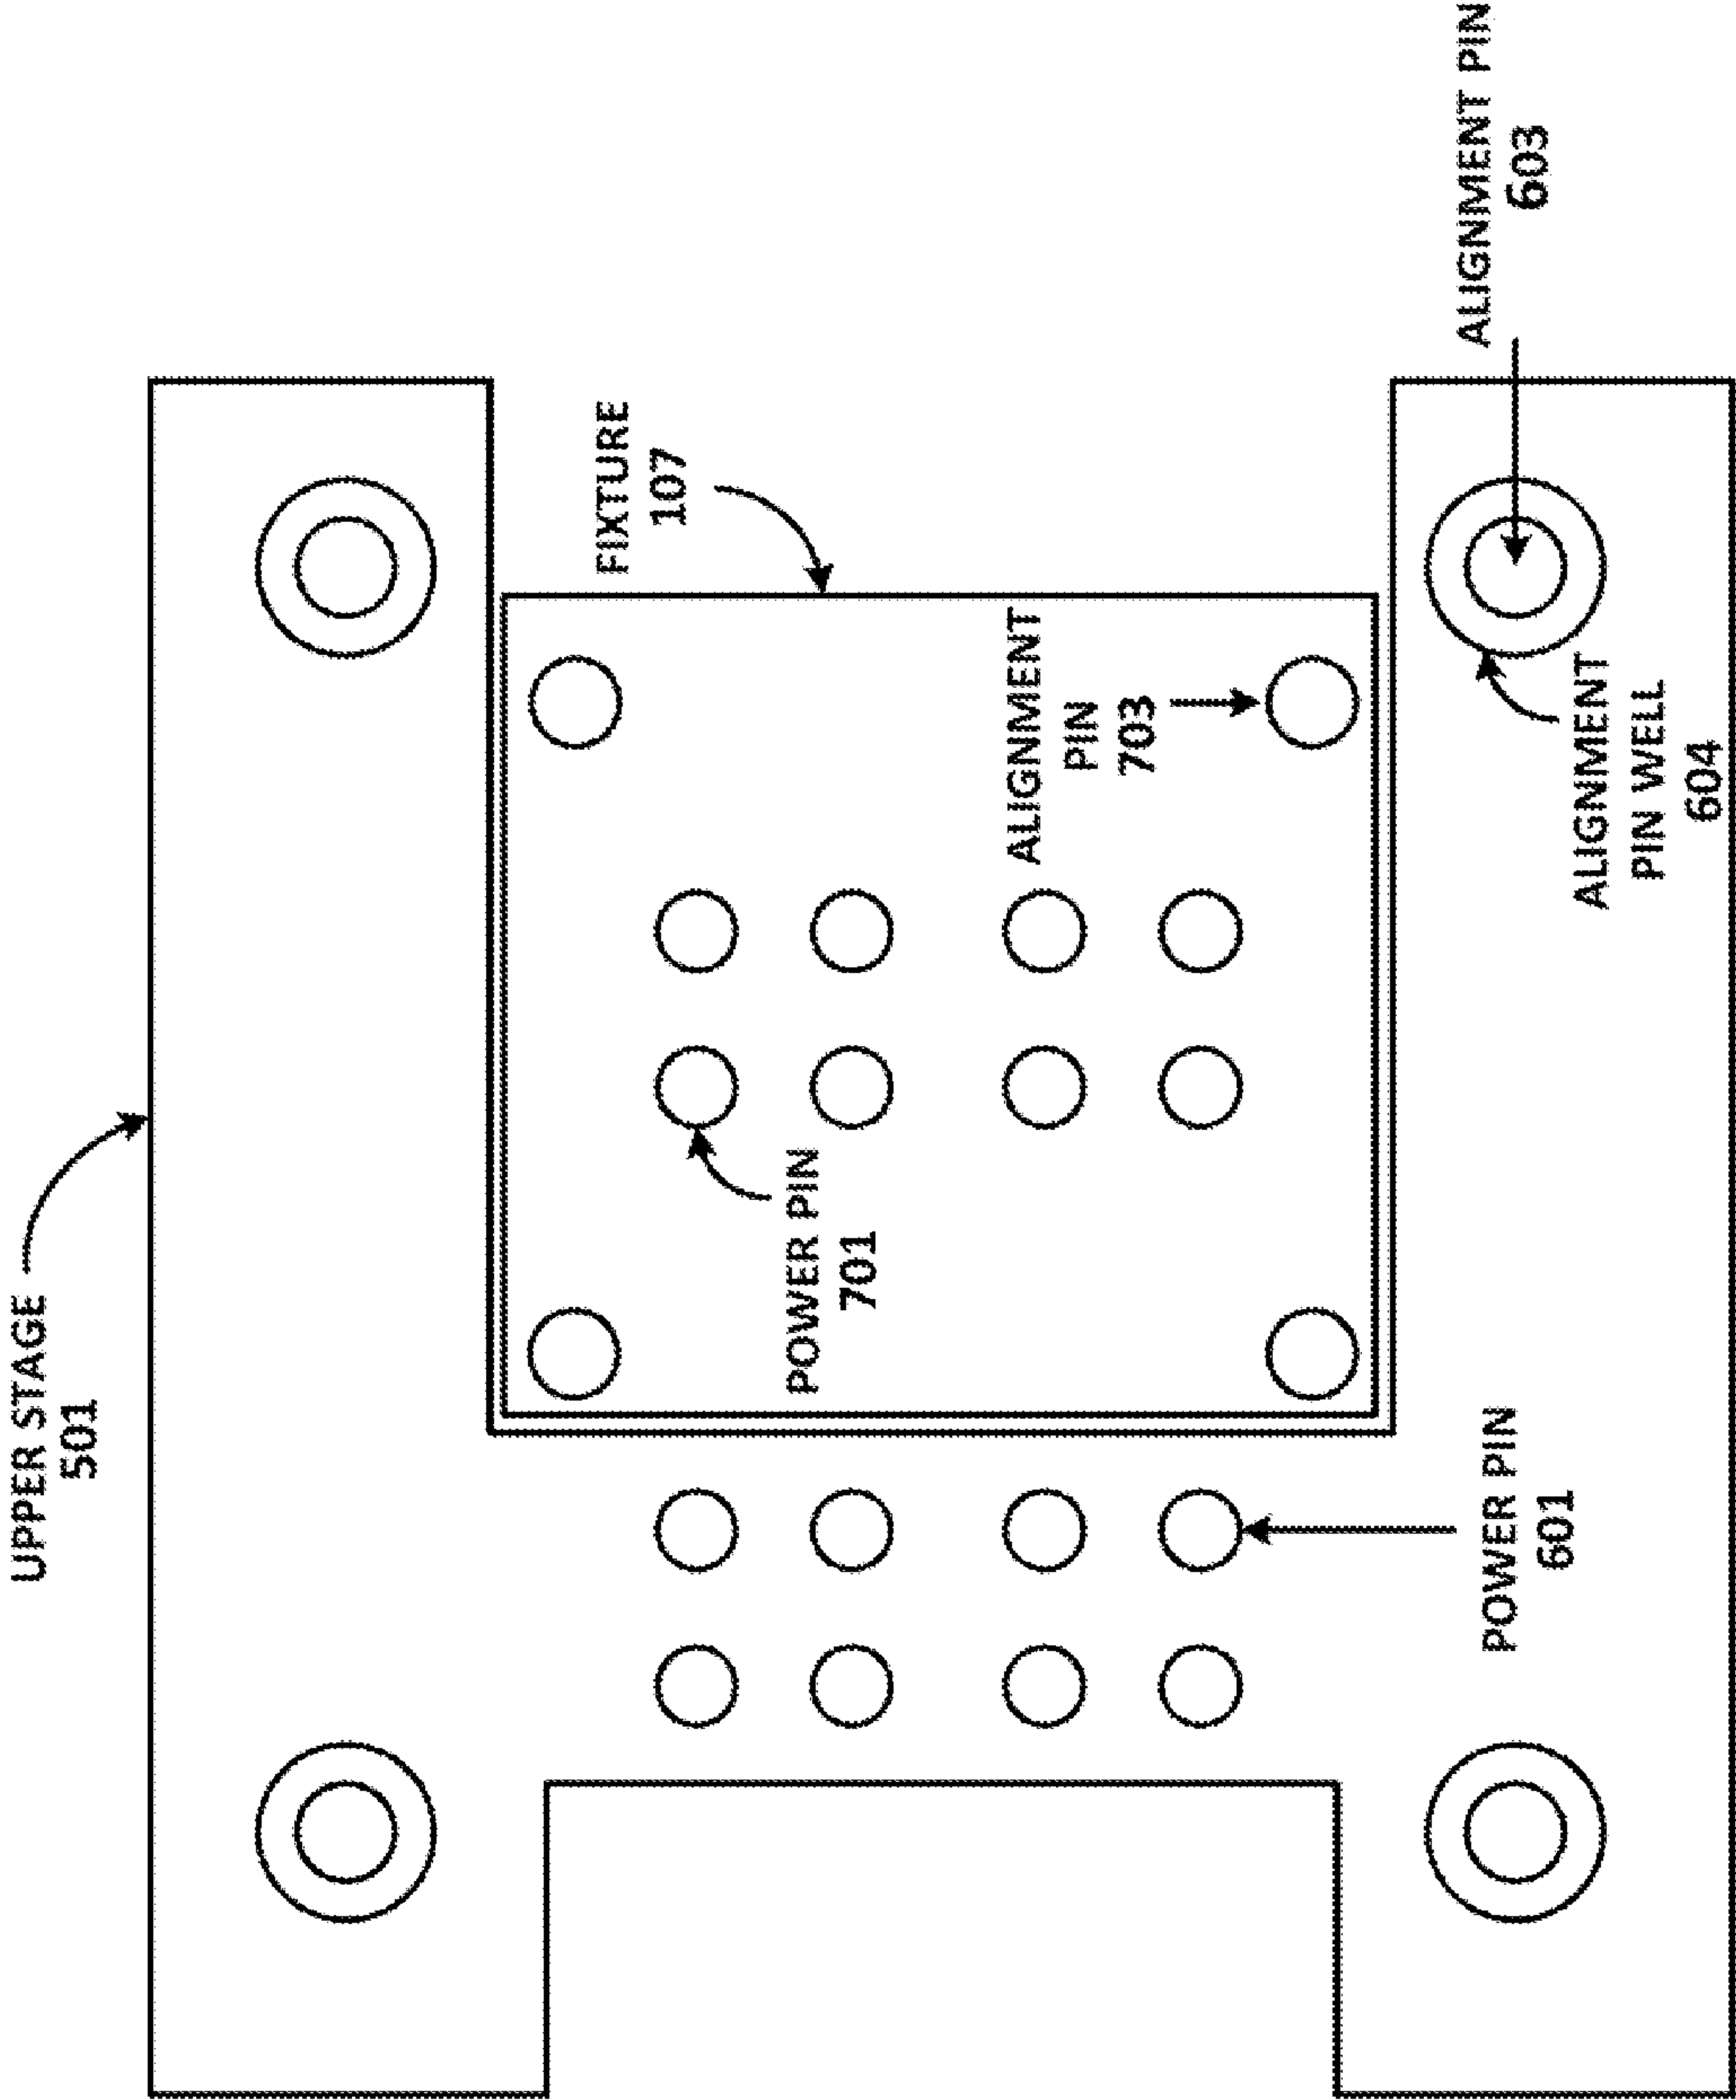 UPPER STAGE
501
FIXTURE
107
POWER PIN
701
ALIGNMENT
PIN
703
POWER PIN
601
ALIGNMENT
PIN WELL
604
ALIGNMENT PIN
603